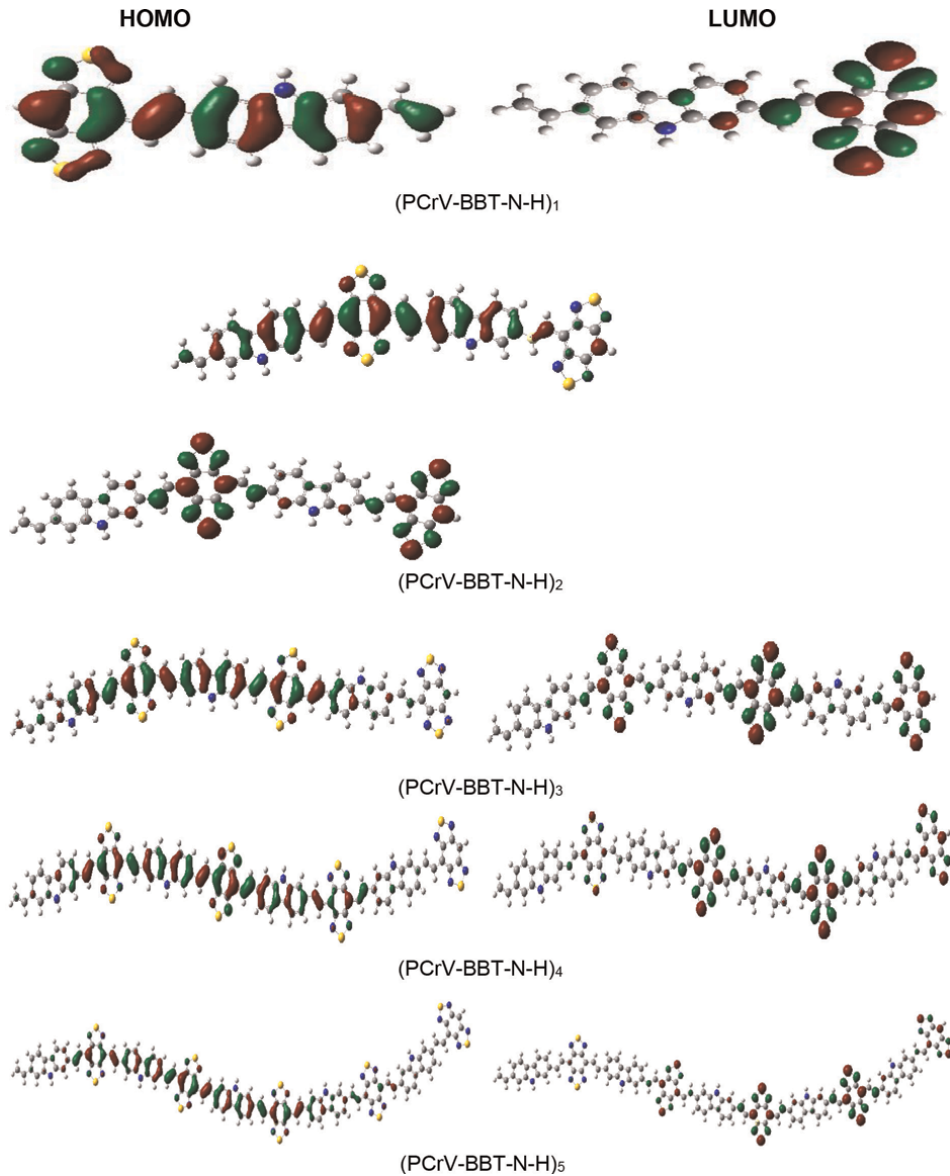 HOMO LUMO
(PCrV-BBT-N-H)₁
(PCrV-BBT-N-H)₂
(PCrV-BBT-N-H)₃
(PCrV-BBT-N-H)₄
(PCrV-BBT-N-H)₅